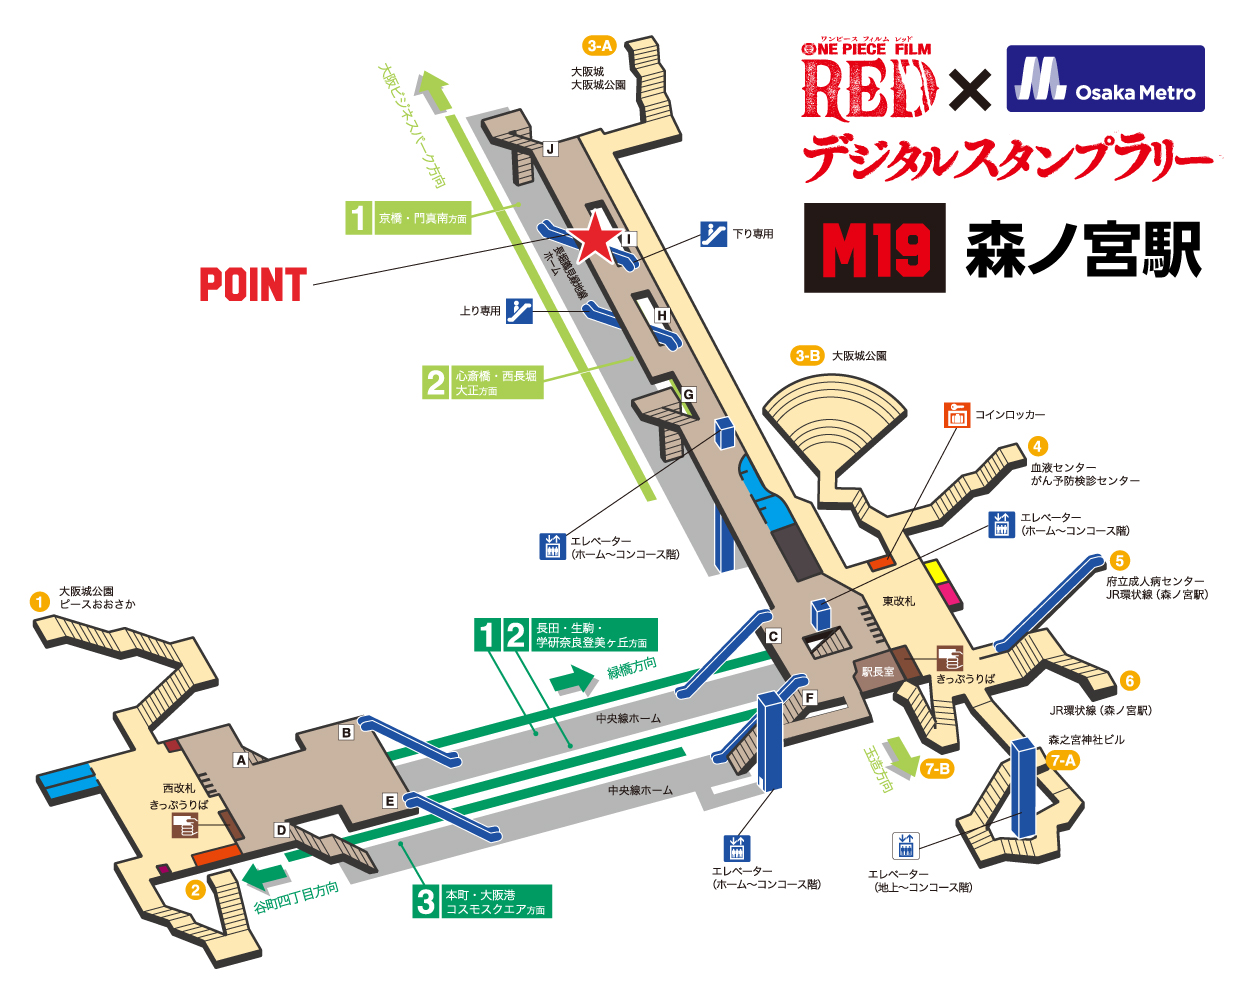 3-A
大阪城
大阪城公園
ワンピース フィルム レッド
ONE PIECE FILM
RED
×
Osaka Metro
デジタルスタンプラリー
M19 森ノ宮駅
大阪ビジネスパーク方向
J
1 京橋・門真南方面
I
下り専用
長堀鶴見緑地線
ホーム
POINT
上り専用
H
3-B 大阪城公園
2 心斎橋・西長堀
大正方面
G
コインロッカー
4
血液センター
がん予防検診センター
エレベーター
(ホーム〜コンコース階)
エレベーター
(ホーム〜コンコース階)
5
府立成人病センター
JR環状線(森ノ宮駅)
大阪城公園
ピースおおさか
1
東改札
1 2 長田・生駒・
学研奈良登美ヶ丘方面
C
緑橋方向
駅長室
きっぷうりば
6
JR環状線(森ノ宮駅)
F
中央線ホーム
B
森之宮神社ビル
7-A
玉造方向
7-B
A
西改札
きっぷうりば
中央線ホーム
E
D
エレベーター
(ホーム〜コンコース階)
エレベーター
(地上〜コンコース階)
2
谷町四丁目方向
3 本町・大阪港
コスモスクエア方面